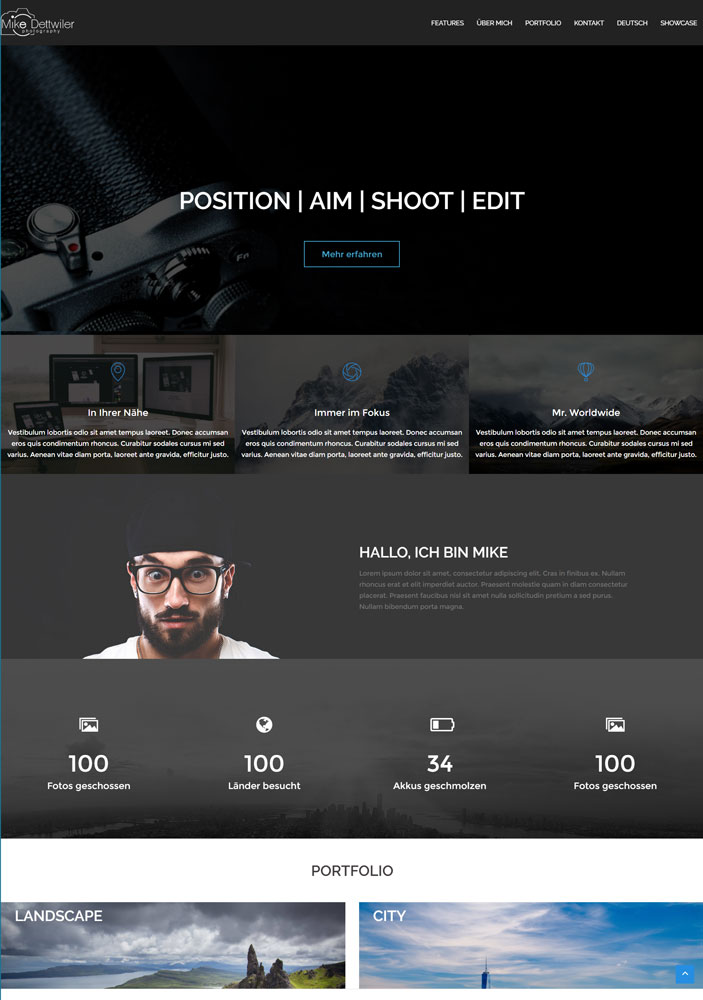 Mike Dettwiler
photography
FEATURES ÜBER MICH PORTFOLIO KONTAKT DEUTSCH SHOWCASE
POSITION | AIM | SHOOT | EDIT
Mehr erfahren
Fn
In Ihrer Nähe
Vestibulum lobortis odio sit amet tempus laoreet. Donec accumsan
eros quis condimentum rhoncus. Curabitur sodales cursus mi sed
varius. Aenean vitae diam porta, laoreet ante gravida, efficitur justo.
Immer im Fokus
Vestibulum lobortis odio sit amet tempus laoreet. Donec accumsan
eros quis condimentum rhoncus. Curabitur sodales cursus mi sed
varius. Aenean vitae diam porta, laoreet ante gravida, efficitur justo.
Mr. Worldwide
Vestibulum lobortis odio sit amet tempus laoreet. Donec accumsan
eros quis condimentum rhoncus. Curabitur sodales cursus mi sed
varius. Aenean vitae diam porta, laoreet ante gravida, efficitur justo.
HALLO, ICH BIN MIKE
Lorem ipsum dolor sit amet, consectetur adipiscing elit. Cras in finibus ex. Nullam
rhoncus erat et elit imperdiet auctor. Praesent molestie quam in diam consectetur
placerat. Praesent faucibus nisi sit amet nulla sollicitudin pretium a sed purus.
Nullam bibendum porta magna.
100
Fotos geschossen
100
Länder besucht
34
Akkus geschmolzen
100
Fotos geschossen
PORTFOLIO
LANDSCAPE
CITY